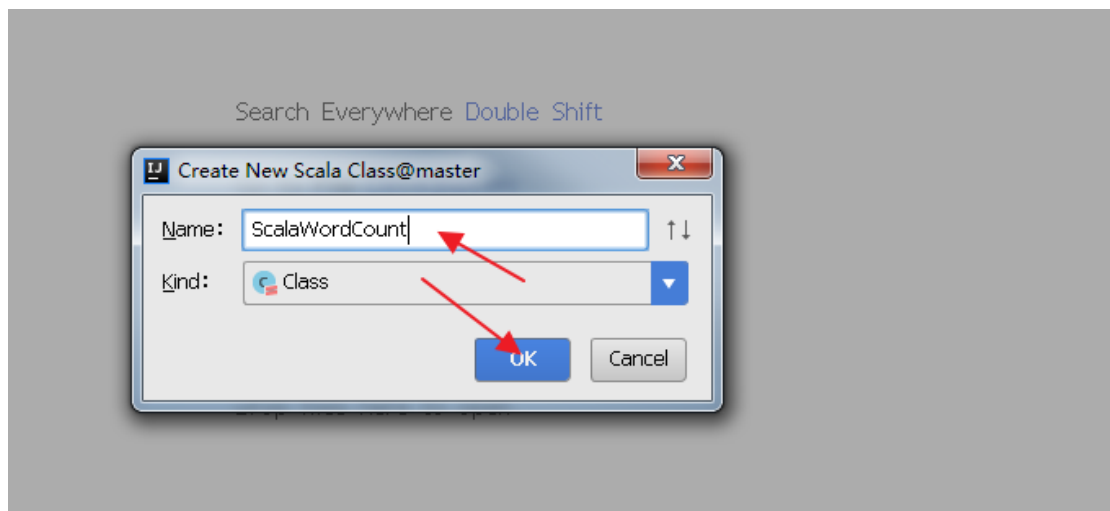 Search Everywhere Double Shift
Create New Scala Class@master
Name: ScalaWordCount
Kind: Class
OK Cancel